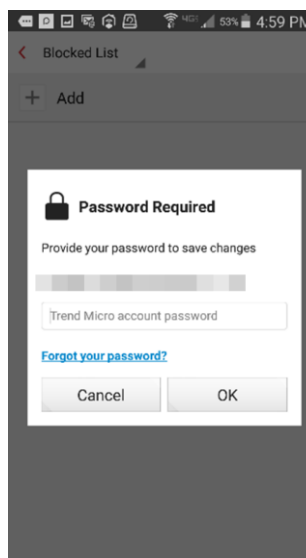 4G 53% 4:59 PM
Blocked List
+ Add
Password Required
Provide your password to save changes
Trend Micro account password
Forgot your password?
Cancel OK